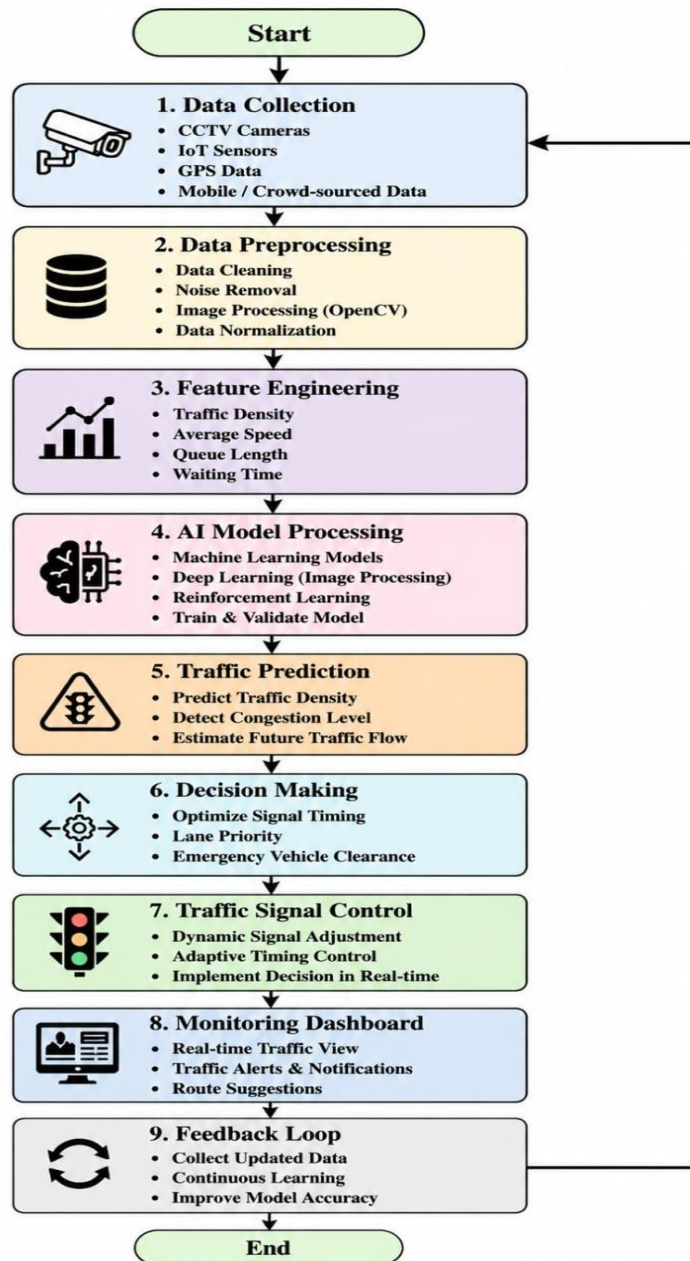 Start
1. Data Collection
• CCTV Cameras
• IoT Sensors
• GPS Data
• Mobile / Crowd-sourced Data
2. Data Preprocessing
• Data Cleaning
• Noise Removal
• Image Processing (OpenCV)
• Data Normalization
3. Feature Engineering
• Traffic Density
• Average Speed
• Queue Length
• Waiting Time
4. AI Model Processing
• Machine Learning Models
• Deep Learning (Image Processing)
• Reinforcement Learning
• Train & Validate Model
5. Traffic Prediction
• Predict Traffic Density
• Detect Congestion Level
• Estimate Future Traffic Flow
6. Decision Making
• Optimize Signal Timing
• Lane Priority
• Emergency Vehicle Clearance
7. Traffic Signal Control
• Dynamic Signal Adjustment
• Adaptive Timing Control
• Implement Decision in Real-time
8. Monitoring Dashboard
• Real-time Traffic View
• Traffic Alerts & Notifications
• Route Suggestions
9. Feedback Loop
• Collect Updated Data
• Continuous Learning
• Improve Model Accuracy
End